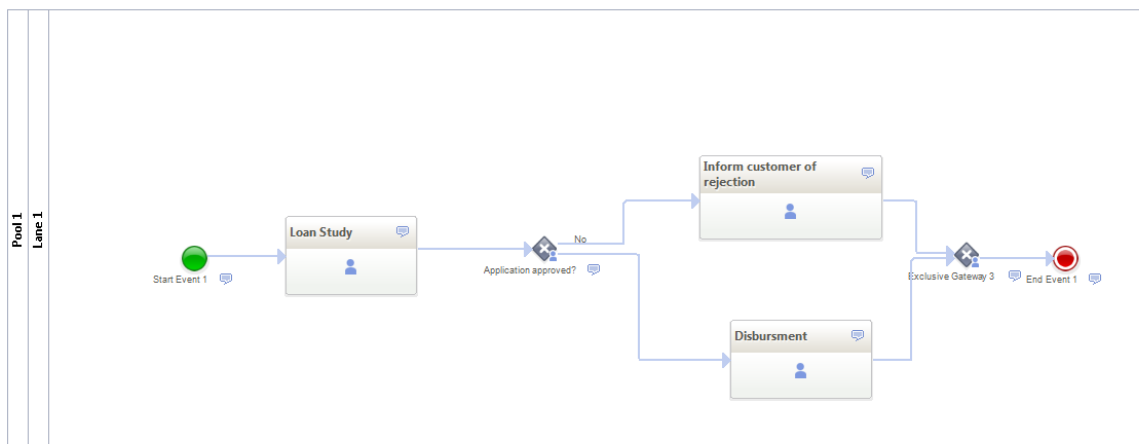 Pool 1
Lane 1
Start Event 1
Loan Study
Application approved?
No
Inform customer of
rejection
Disbursment
Exclusive Gateway 3
End Event 1